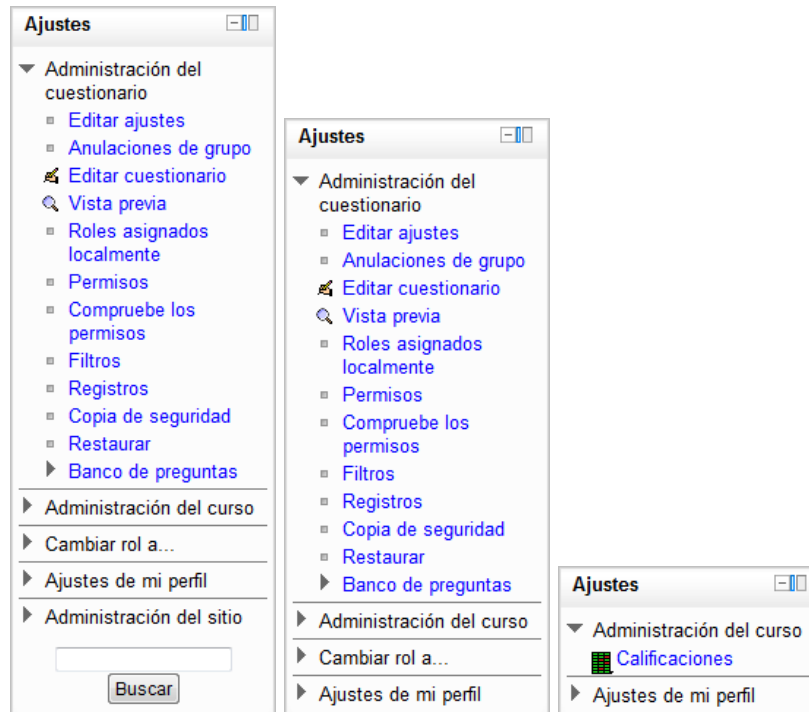 Ajustes
Administración del
cuestionario
Editar ajustes
Anulaciones de grupo
Editar cuestionario
Vista previa
Roles asignados
localmente
Permisos
Compruebe los
permisos
Filtros
Registros
Copia de seguridad
Restaurar
Banco de preguntas
Administración del curso
Cambiar rol a...
Ajustes de mi perfil
Administración del sitio
Buscar
Ajustes
Administración del
cuestionario
Editar ajustes
Anulaciones de grupo
Editar cuestionario
Vista previa
Roles asignados
localmente
Permisos
Compruebe los
permisos
Filtros
Registros
Copia de seguridad
Restaurar
Banco de preguntas
Administración del curso
Cambiar rol a...
Ajustes de mi perfil
Ajustes
Administración del curso
Calificaciones
Ajustes de mi perfil